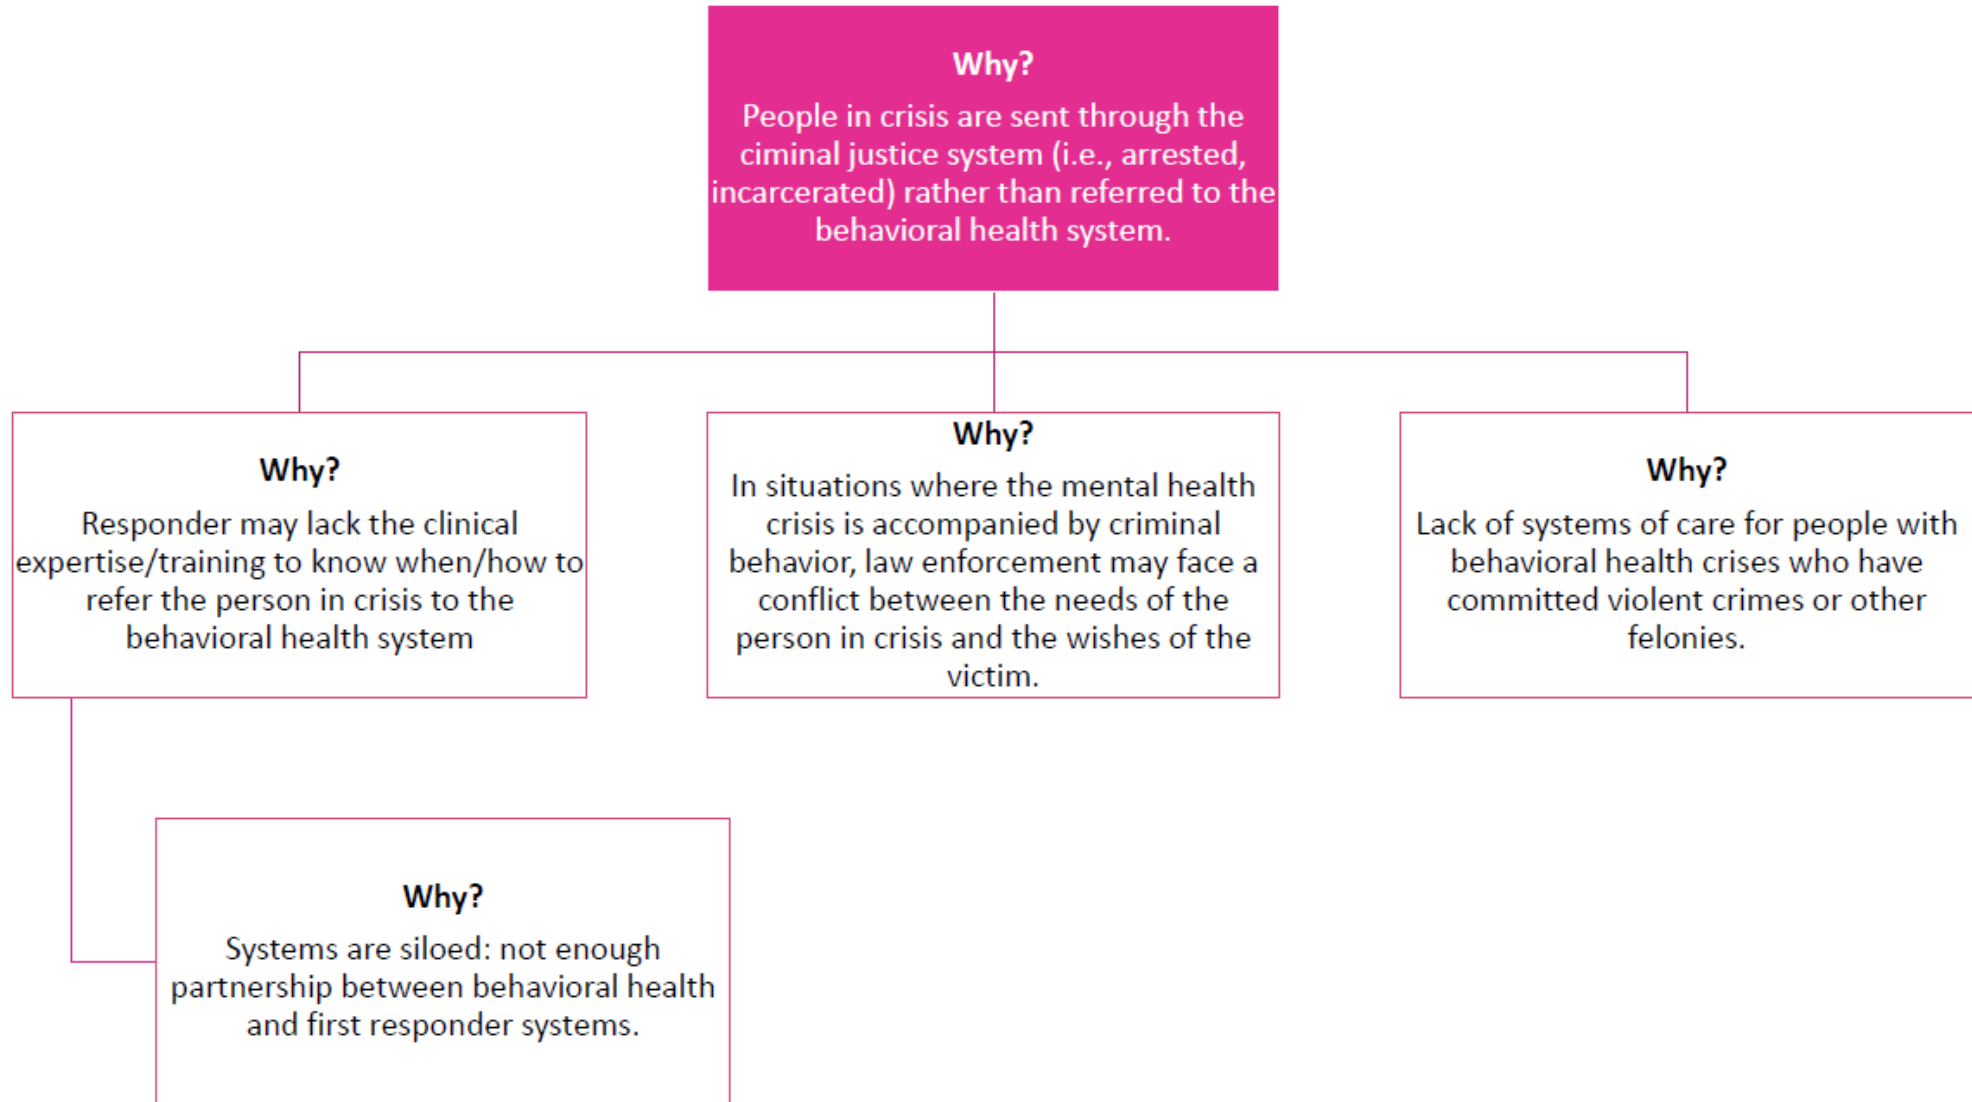 Why?
People in crisis are sent through the
ciminal justice system (i.e., arrested,
incarcerated) rather than referred to the
behavioral health system.
Why?
Responder may lack the clinical
expertise/training to know when/how to
refer the person in crisis to the
behavioral health system
Why?
In situations where the mental health
crisis is accompanied by criminal
behavior, law enforcement may face a
conflict between the needs of the
person in crisis and the wishes of the
victim.
Why?
Lack of systems of care for people with
behavioral health crises who have
committed violent crimes or other
felonies.
Why?
Systems are siloed: not enough
partnership between behavioral health
and first responder systems.